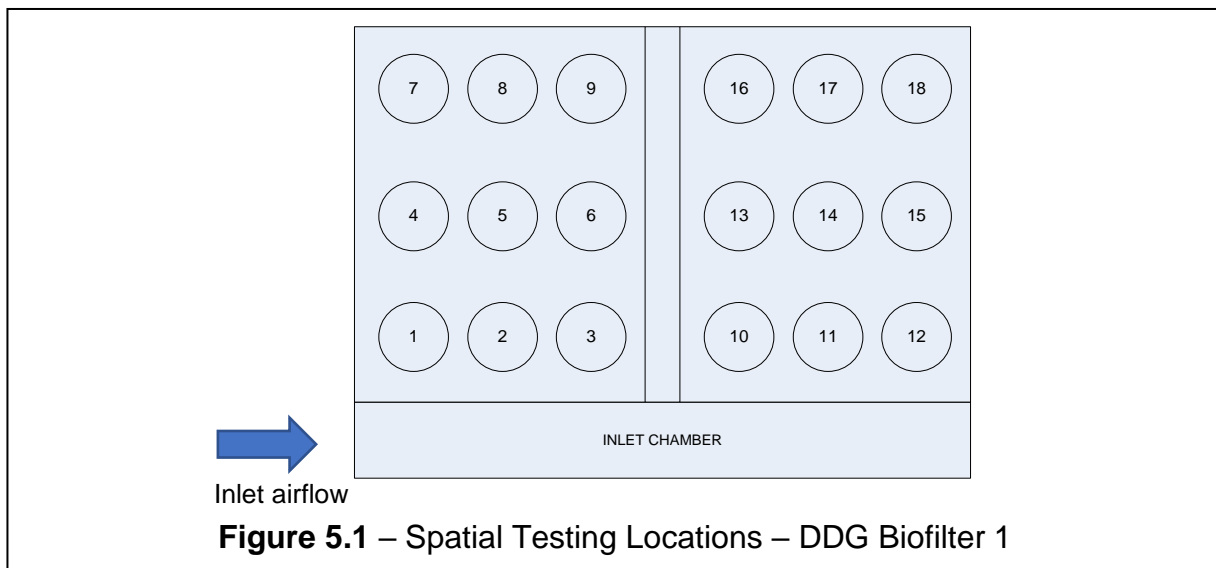 7 8 9 16 17 18
4 5 6 13 14 15
1 2 3 10 11 12
INLET CHAMBER
Inlet airflow
Figure 5.1 – Spatial Testing Locations – DDG Biofilter 1